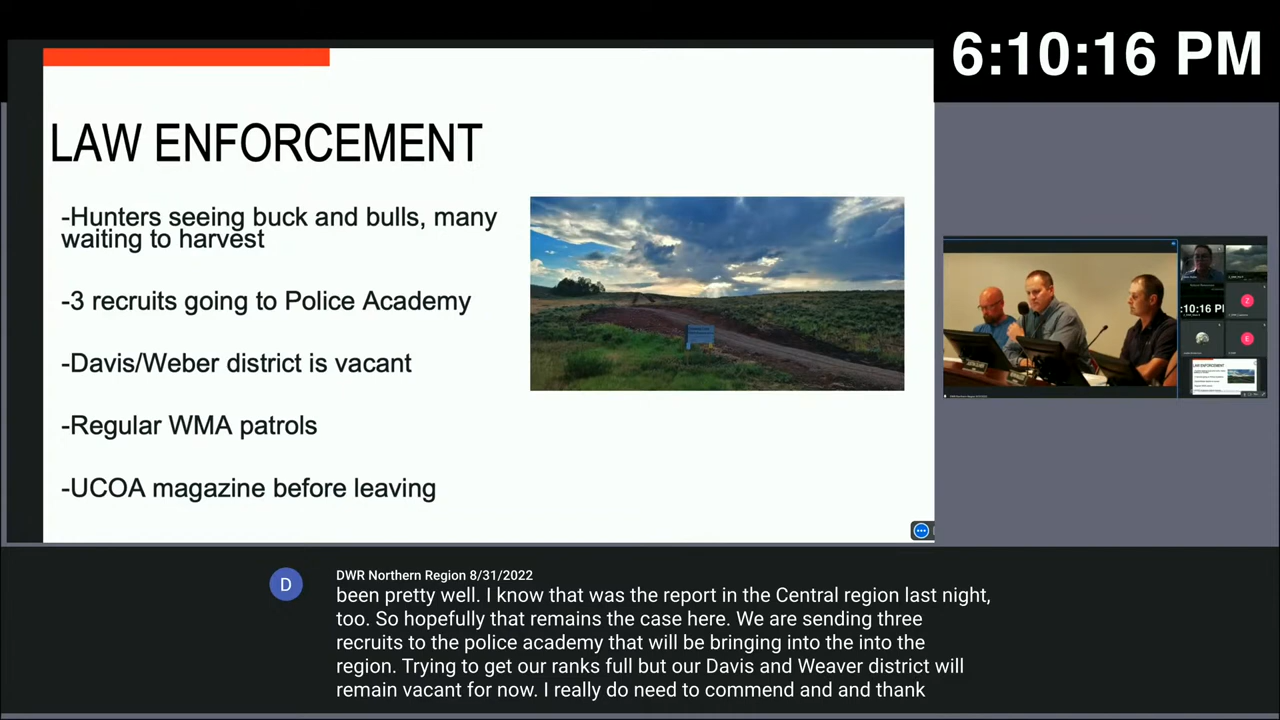 6:10:16 PM
LAW ENFORCEMENT
-Hunters seeing buck and bulls, many
waiting to harvest
-3 recruits going to Police Academy
-Davis/Weber district is vacant
-Regular WMA patrols
-UCOA magazine before leaving
10:16 PM
Z
E
LAW ENFORCEMENT
D
DWR Northern Region 8/31/2022
been pretty well. I know that was the report in the Central region last night,
too. So hopefully that remains the case here. We are sending three
recruits to the police academy that will be bringing into the into the
region. Trying to get our ranks full but our Davis and Weaver district will
remain vacant for now. I really do need to commend and and thank